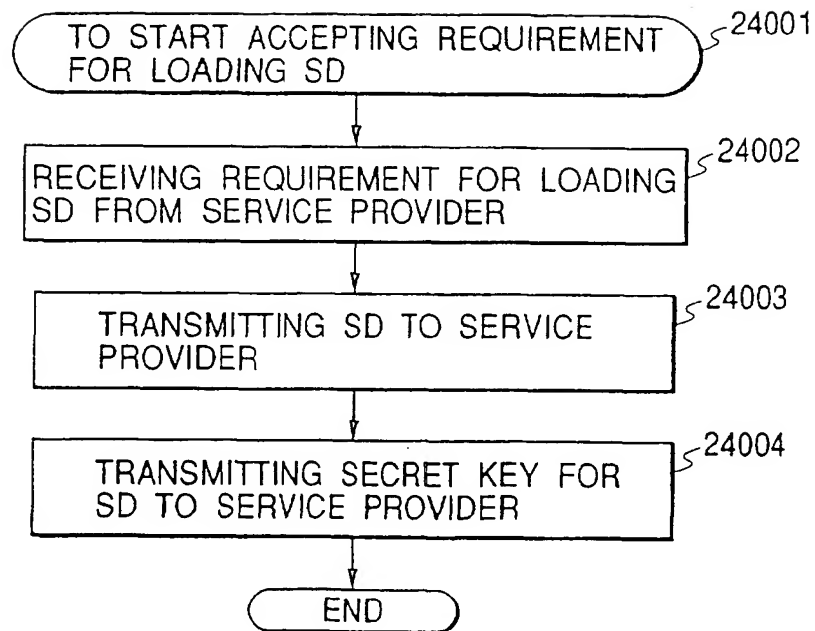 TO START ACCEPTING REQUIREMENT
FOR LOADING SD
24001
RECEIVING REQUIREMENT FOR LOADING
SD FROM SERVICE PROVIDER
24002
TRANSMITTING SD TO SERVICE
PROVIDER
24003
TRANSMITTING SECRET KEY FOR
SD TO SERVICE PROVIDER
24004
END